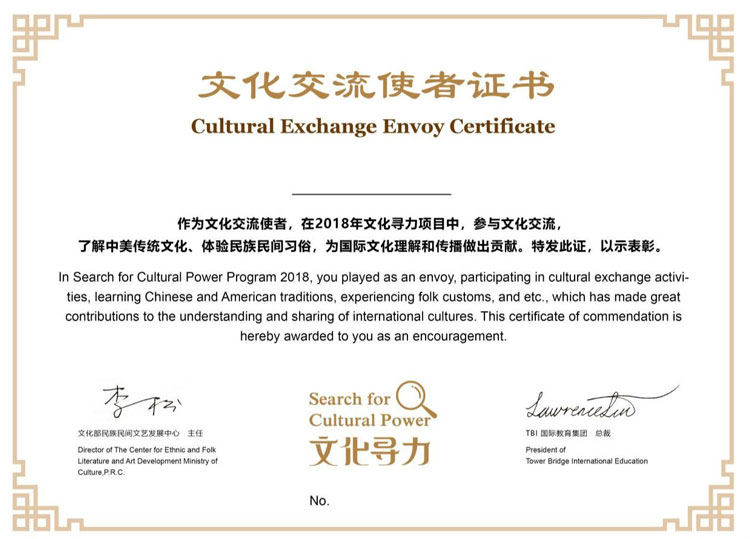 文化交流使者证书
Cultural Exchange Envoy Certificate
作为文化交流使者，在2018年文化寻力项目中，参与文化交流，
了解中美传统文化、体验民族民间习俗，为国际文化理解和传播做出贡献。特发此证，以示表彰。
In Search for Cultural Power Program 2018, you played as an envoy, participating in cultural exchange activi-
ties, learning Chinese and American traditions, experiencing folk customs, and etc., which has made great
contributions to the understanding and sharing of international cultures. This certificate of commendation is
hereby awarded to you as an encouragement.
李松
文化部民族民间文艺发展中心 主任
Director of The Center for Ethnic and Folk
Literature and Art Development Ministry of
Culture,P.R.C.
Search for
Cultural Power
文化寻力
No.
Lawrence Lin
TBI 国际教育集团 总裁
President of
Tower Bridge International Education